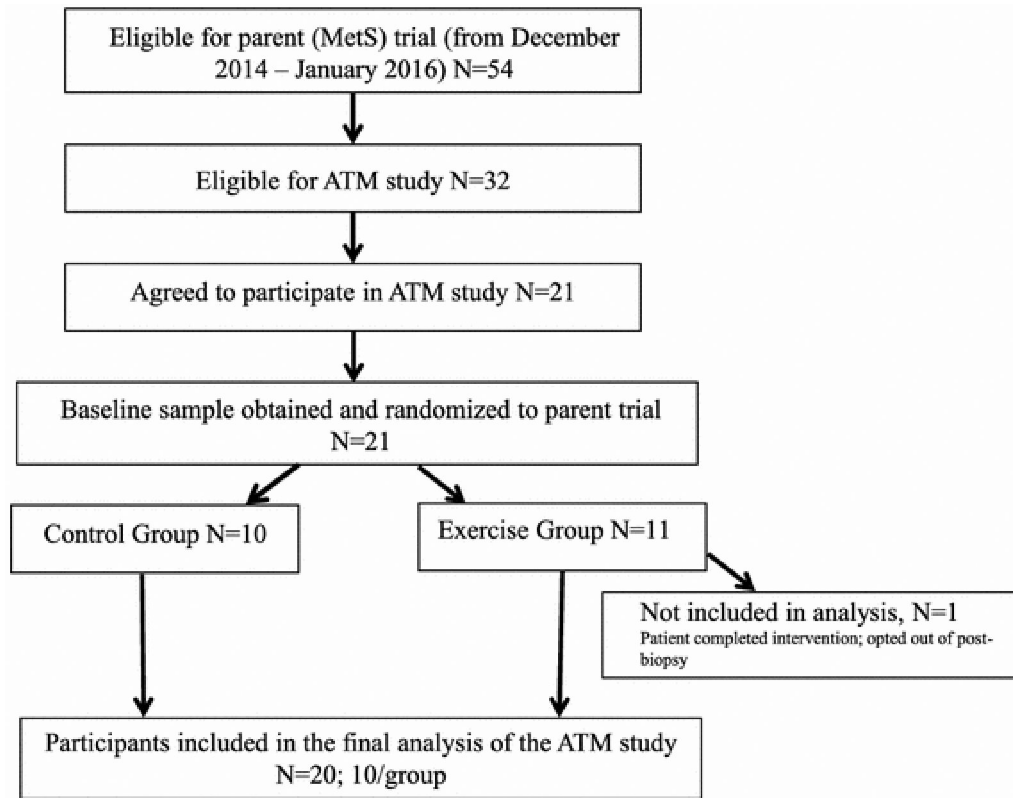 Eligible for parent (MetS) trial (from December
2014 – January 2016) N=54
Eligible for ATM study N=32
Agreed to participate in ATM study N=21
Baseline sample obtained and randomized to parent trial
N=21
Control Group N=10
Exercise Group N=11
Not included in analysis, N=1
Patient completed intervention; opted out of post-
biopsy
Participants included in the final analysis of the ATM study
N=20; 10/group